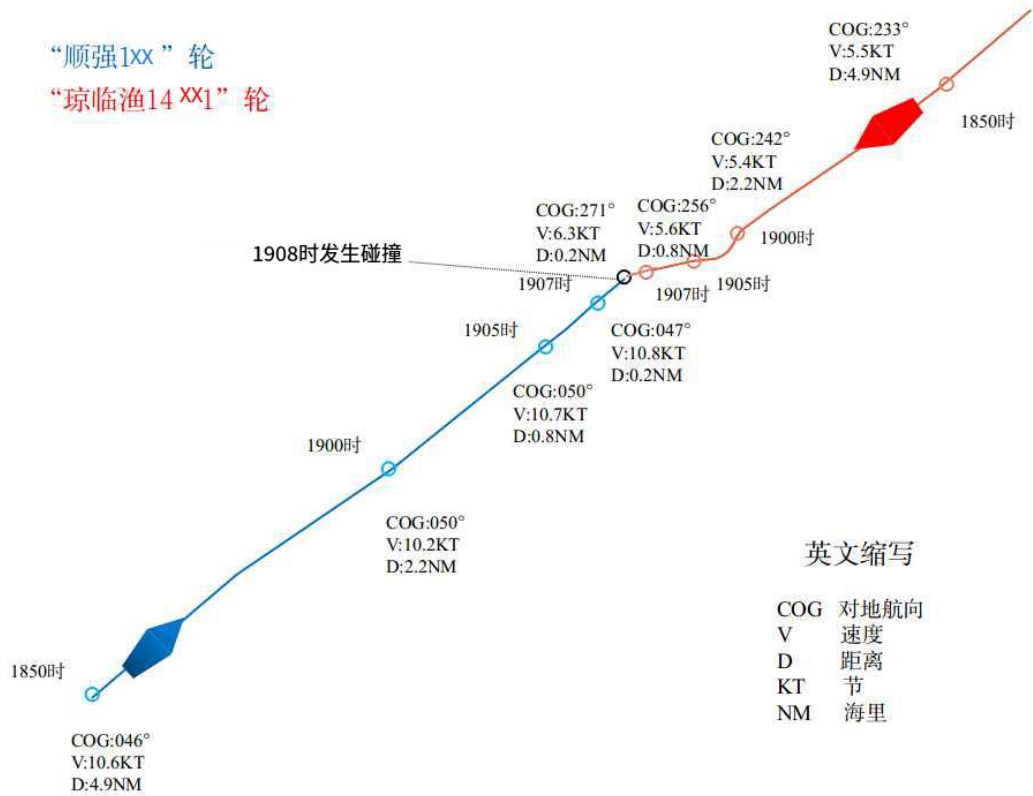 “顺强1XX”轮
“琼临渔14XX1”轮
COG:233°
V:5.5KT
D:4.9NM
1850时
COG:242°
V:5.4KT
D:2.2NM
1900时
COG:271°
V:6.3KT
D:0.2NM
COG:256°
V:5.6KT
D:0.8NM
1908时发生碰撞
1907时
1907时
1905时
1905时
COG:047°
V:10.8KT
D:0.2NM
COG:050°
V:10.7KT
D:0.8NM
1900时
COG:050°
V:10.2KT
D:2.2NM
1850时
COG:046°
V:10.6KT
D:4.9NM
英文缩写
COG 对地航向
V 速度
D 距离
KT 节
NM 海里